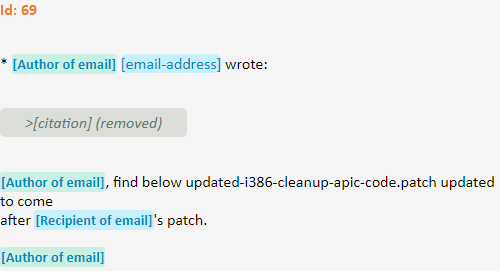 Id: 69
* [Author of email] [email-address] wrote:
>[citation] (removed)
[Author of email], find below updated-i386-cleanup-apic-code.patch updated
to come
after [Recipient of email]'s patch.
[Author of email]